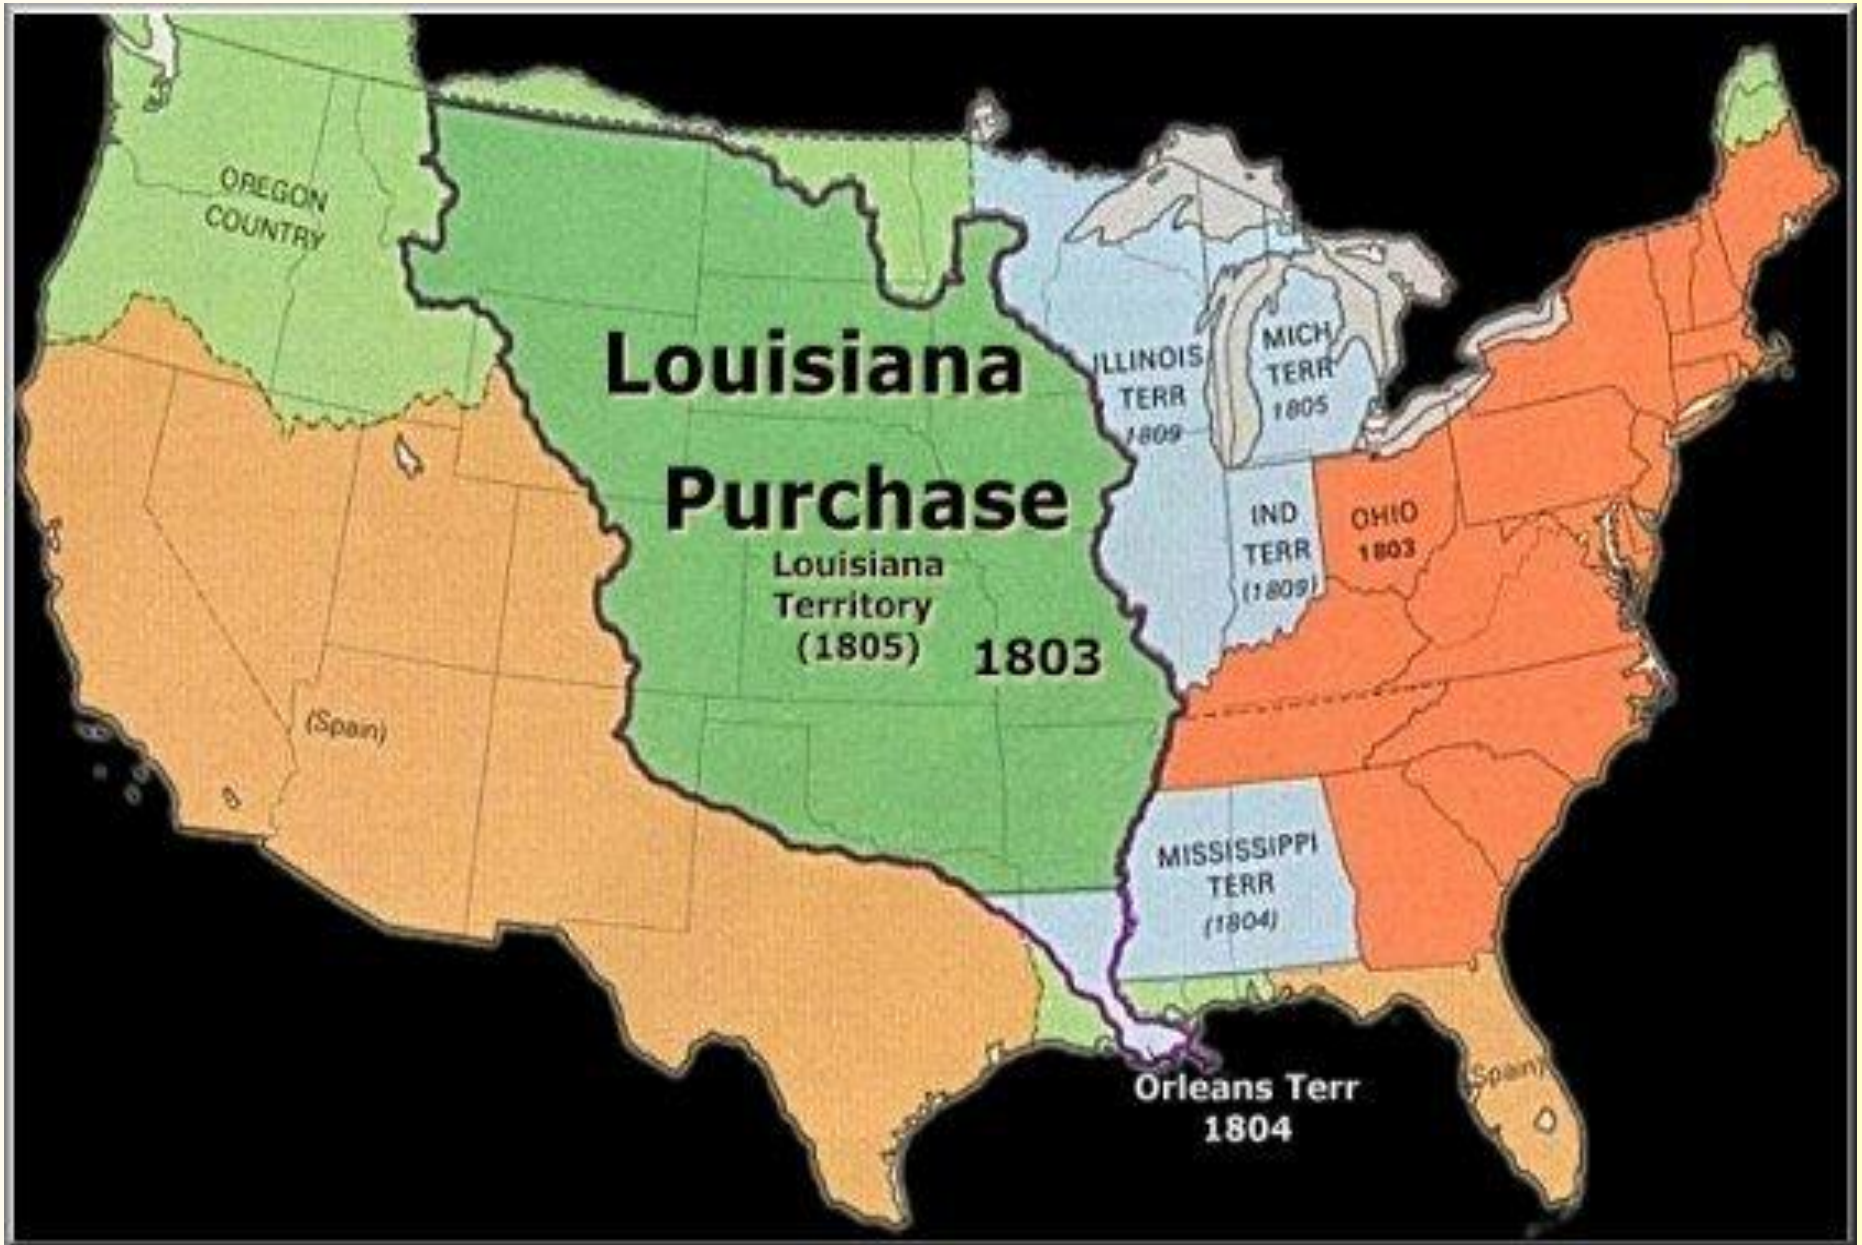 OREGON
COUNTRY
Louisiana
Purchase
Louisiana
Territory
(1805)
1803
ILLINOIS
TERR
1809
MICH
TERR
1805
IND
TERR
(1809)
OHIO
1803
(Spain)
MISSISSIPPI
TERR
(1804)
(Spain)
Orleans Terr
1804